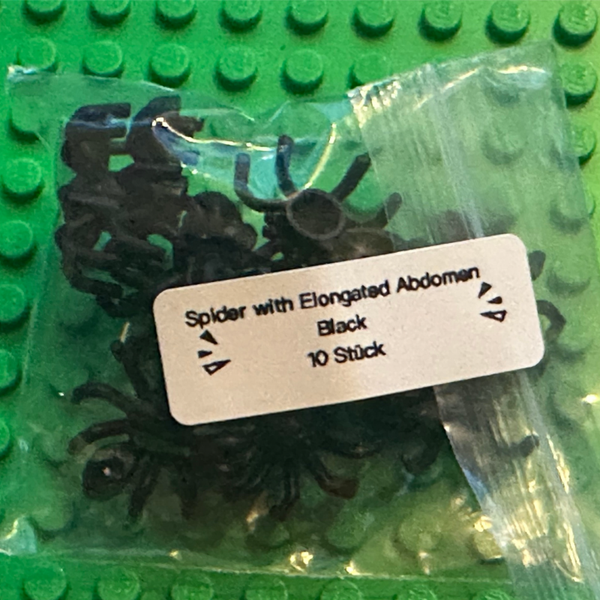 Spider with Elongated Abdomen
Black
10 Stück